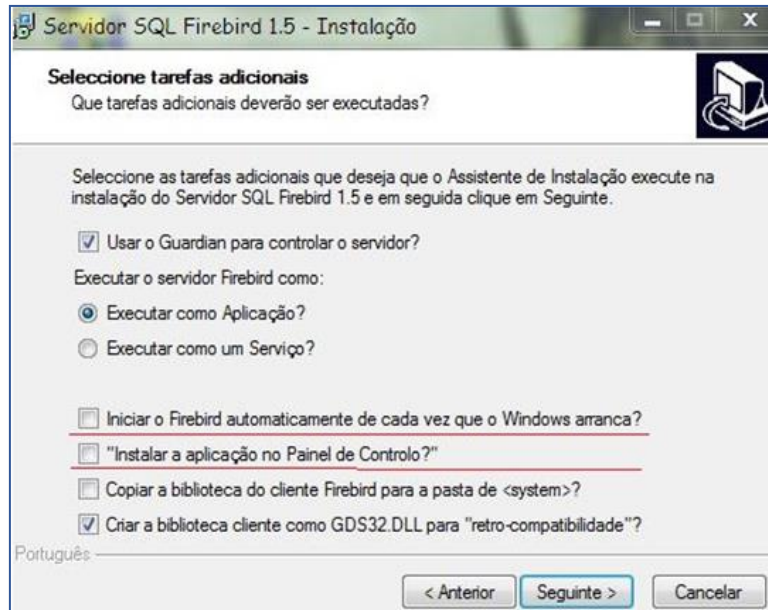 Servidor SQL Firebird 1.5 - Instalação
Seleccione tarefas adicionais
Que tarefas adicionais deverão ser executadas?
Seleccione as tarefas adicionais que deseja que o Assistente de Instalação execute na
instalação do Servidor SQL Firebird 1.5 e em seguida clique em Seguinte.
Usar o Guardian para controlar o servidor?
Executar o servidor Firebird como:
Executar como Aplicação?
Executar como um Serviço?
Iniciar o Firebird automaticamente de cada vez que o Windows arranca?
"Instalar a aplicação no Painel de Controlo?"
Copiar a biblioteca do cliente Firebird para a pasta de <system>?
Criar a biblioteca cliente como GDS32.DLL para "retro-compatibilidade"?
Português
< Anterior
Seguinte >
Cancelar